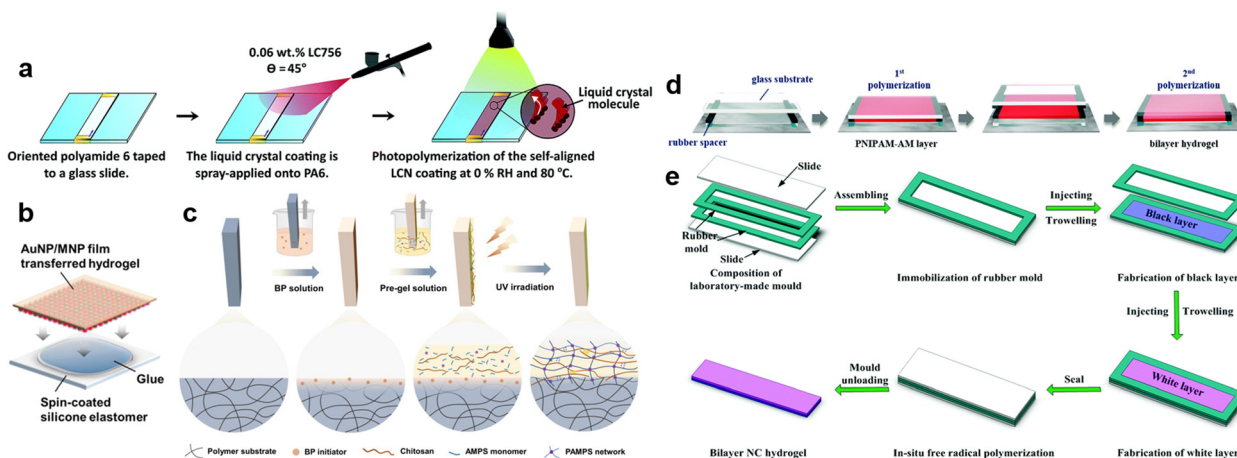 a
0.06 wt.% LC756
Θ = 45°
Liquid crystal
molecule
Oriented polyamide 6 taped
to a glass slide.
The liquid crystal coating is
spray-applied onto PA6.
Photopolymerization of the self-aligned
LCN coating at 0 % RH and 80 °C.
b
AuNP/MNP film
transferred hydrogel
Glue
Spin-coated
silicone elastomer
c
BP solution
Pre-gel solution
UV irradiation
Polymer substrate
BP initiator
Chitosan
AMPS monomer
PAMPS network
d
glass substrate
rubber spacer
1st
polymerization
PNIPAM-AM layer
2nd
polymerization
bilayer hydrogel
e
Slide
Rubber
mold
Slide
Composition of
laboratory-made mould
Assembling
Immobilization of rubber mold
Injecting
Trowelling
Black layer
Fabrication of black layer
Injecting
Trowelling
White layer
Fabrication of white layer
Seal
In-situ free radical polymerization
Mould
unloading
Bilayer NC hydrogel